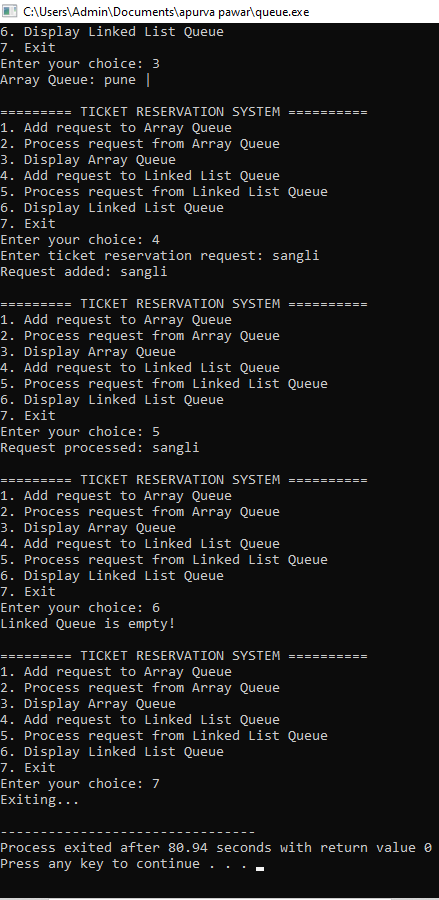 C:\Users\Admin\Documents\apurva pawar\queue.exe
6. Display Linked List Queue
7. Exit
Enter your choice: 3
Array Queue: pune |
========= TICKET RESERVATION SYSTEM ==========
1. Add request to Array Queue
2. Process request from Array Queue
3. Display Array Queue
4. Add request to Linked List Queue
5. Process request from Linked List Queue
6. Display Linked List Queue
7. Exit
Enter your choice: 4
Enter ticket reservation request: sangli
Request added: sangli
========= TICKET RESERVATION SYSTEM ==========
1. Add request to Array Queue
2. Process request from Array Queue
3. Display Array Queue
4. Add request to Linked List Queue
5. Process request from Linked List Queue
6. Display Linked List Queue
7. Exit
Enter your choice: 5
Request processed: sangli
========= TICKET RESERVATION SYSTEM ==========
1. Add request to Array Queue
2. Process request from Array Queue
3. Display Array Queue
4. Add request to Linked List Queue
5. Process request from Linked List Queue
6. Display Linked List Queue
7. Exit
Enter your choice: 6
Linked Queue is empty!
========= TICKET RESERVATION SYSTEM ==========
1. Add request to Array Queue
2. Process request from Array Queue
3. Display Array Queue
4. Add request to Linked List Queue
5. Process request from Linked List Queue
6. Display Linked List Queue
7. Exit
Enter your choice: 7
Exiting...
--------------------------------
Process exited after 80.94 seconds with return value 0
Press any key to continue . . .